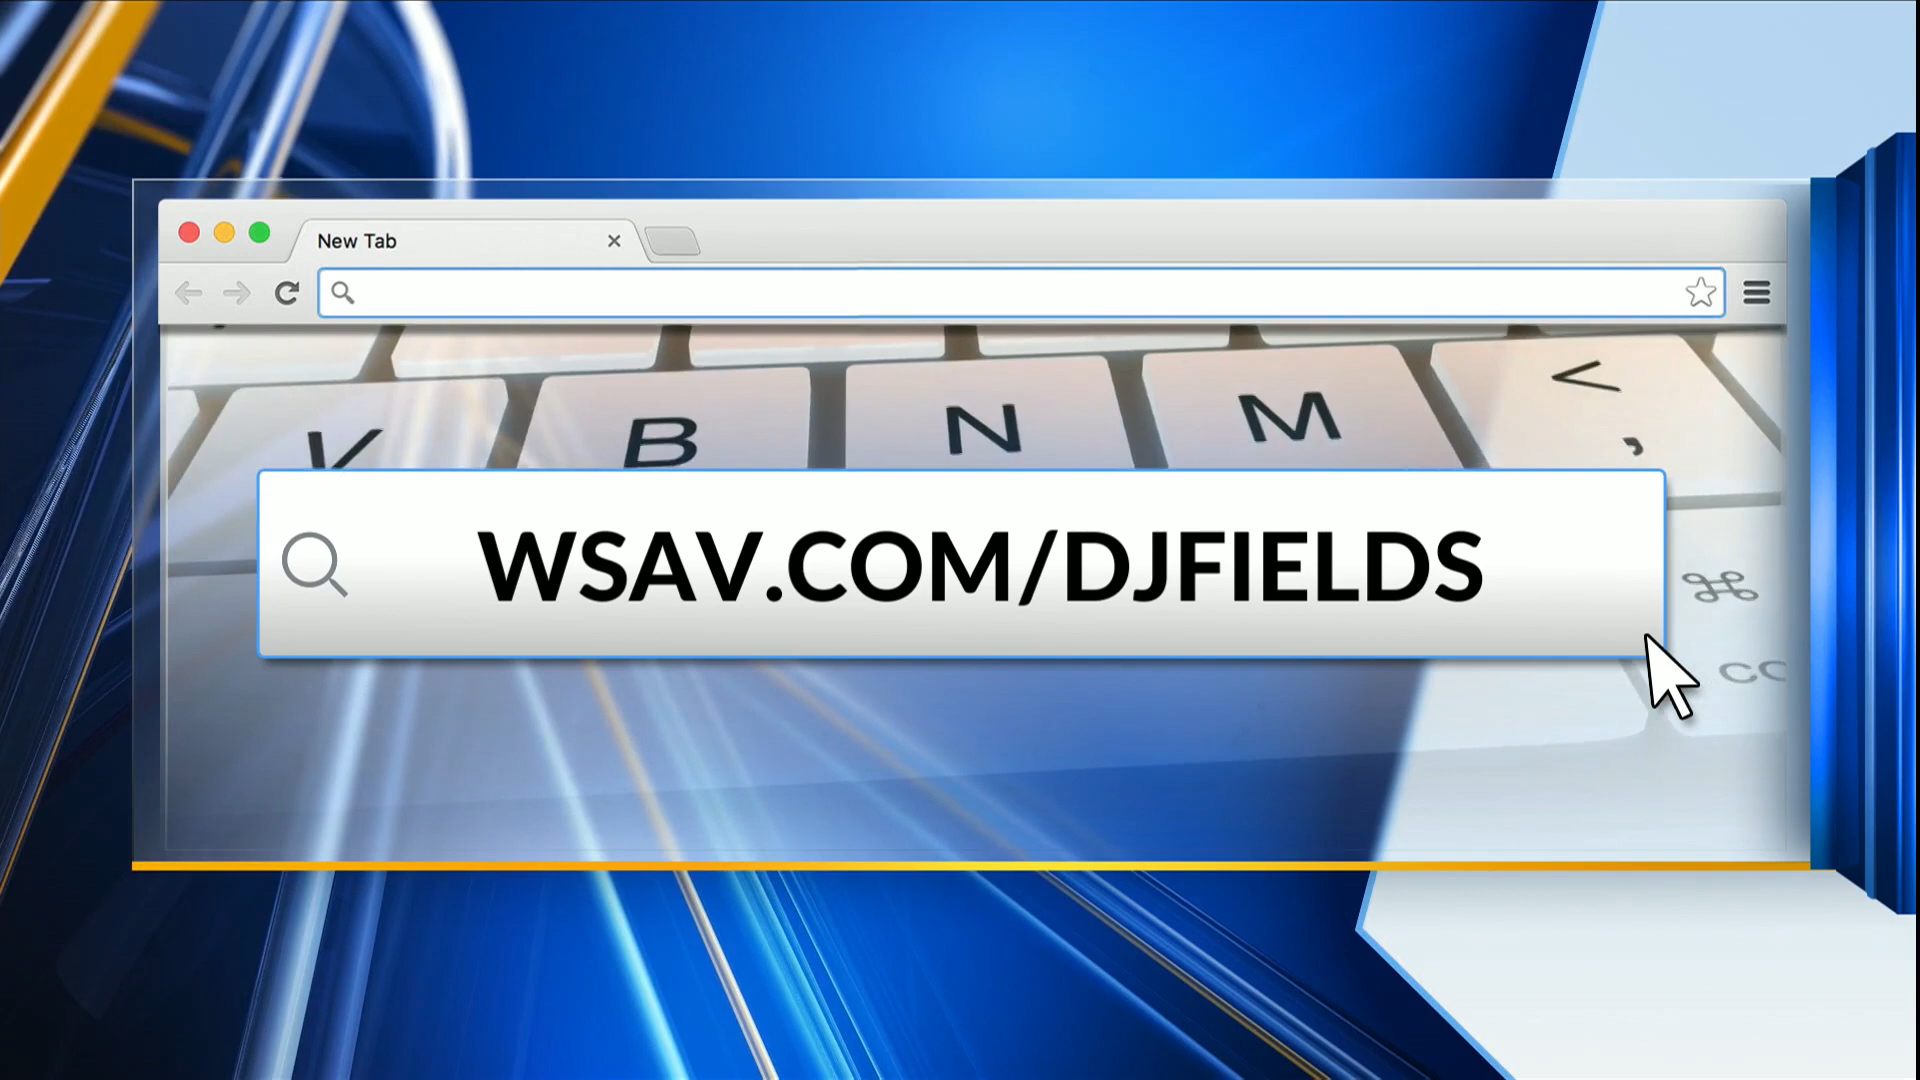 New Tab
V B N M <
,
WSAV.COM/DJFIELDS
⌘